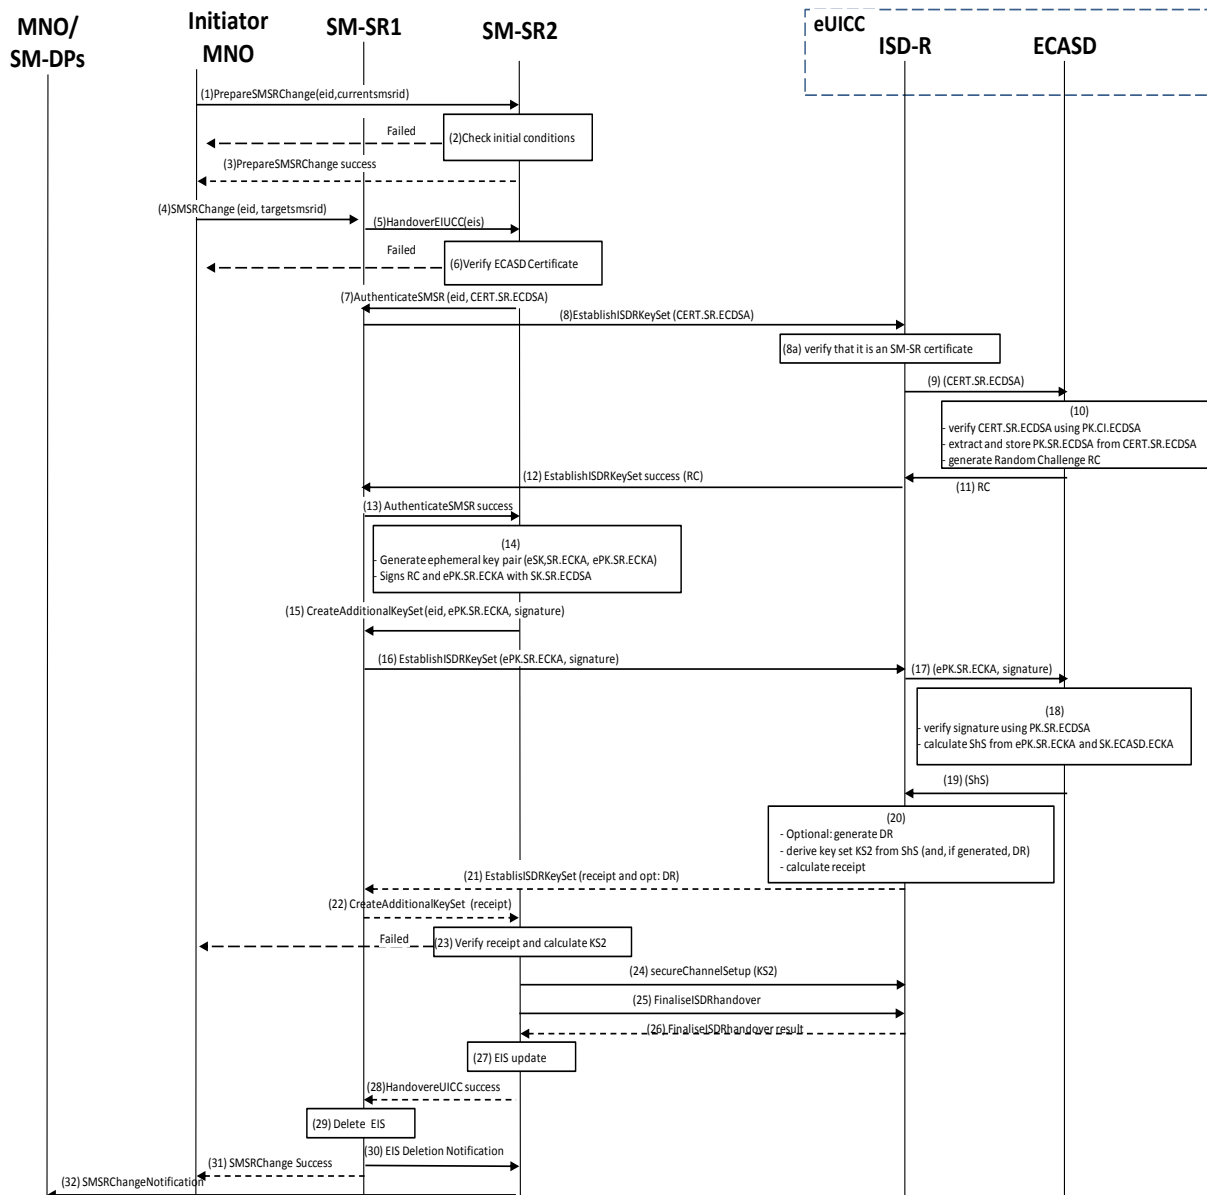 MNO/
SM-DPs
Initiator
MNO
SM-SR1
SM-SR2
eUICC
ISD-R
ECASD
(1)PrepareSMSRChange(eid,currentsmsrid)
Failed
(2)Check initial conditions
(3)PrepareSMSRChange success
(4)SMSRChange (eid, targetsmsrid)
(5)HandoverEIUCC(eis)
Failed
(6)Verify ECASD Certificate
(7)AuthenticateSMSR (eid, CERT.SR.ECDSA)
(8)EstablishISDRKeySet (CERT.SR.ECDSA)
(8a) verify that it is an SM-SR certificate
(9) (CERT.SR.ECDSA)
(10)
- verify CERT.SR.ECDSA using PK.CI.ECDSA
- extract and store PK.SR.ECDSA from CERT.SR.ECDSA
- generate Random Challenge RC
(12) EstablishISDRKeySet success (RC)
(11) RC
(13) AuthenticateSMSR success
(14)
- Generate ephemeral key pair (eSK,SR.ECKA, ePK.SR.ECKA)
- Signs RC and ePK.SR.ECKA with SK.SR.ECDSA
(15) CreateAdditionalKeySet(eid, ePK.SR.ECKA, signature)
(16) EstablishISDRKeySet (ePK.SR.ECKA, signature)
(17) (ePK.SR.ECKA, signature)
(18)
- verify signature using PK.SR.ECDSA
- calculate ShS from ePK.SR.ECKA and SK.ECASD.ECKA
(19) (ShS)
(20)
- Optional: generate DR
- derive key set KS2 from ShS (and, if generated, DR)
- calculate receipt
(21) EstablisISDRKeySet (receipt and opt: DR)
(22) CreateAdditionalKeySet (receipt)
Failed
(23) Verify receipt and calculate KS2
(24) secureChannelSetup (KS2)
(25) FinaliseISDRhandover
(26) FinaliseISDRhandover result
(27) EIS update
(28)HandovereUICC success
(29) Delete EIS
(30) EIS Deletion Notification
(31) SMSRChange Success
(32) SMSRChangeNotification